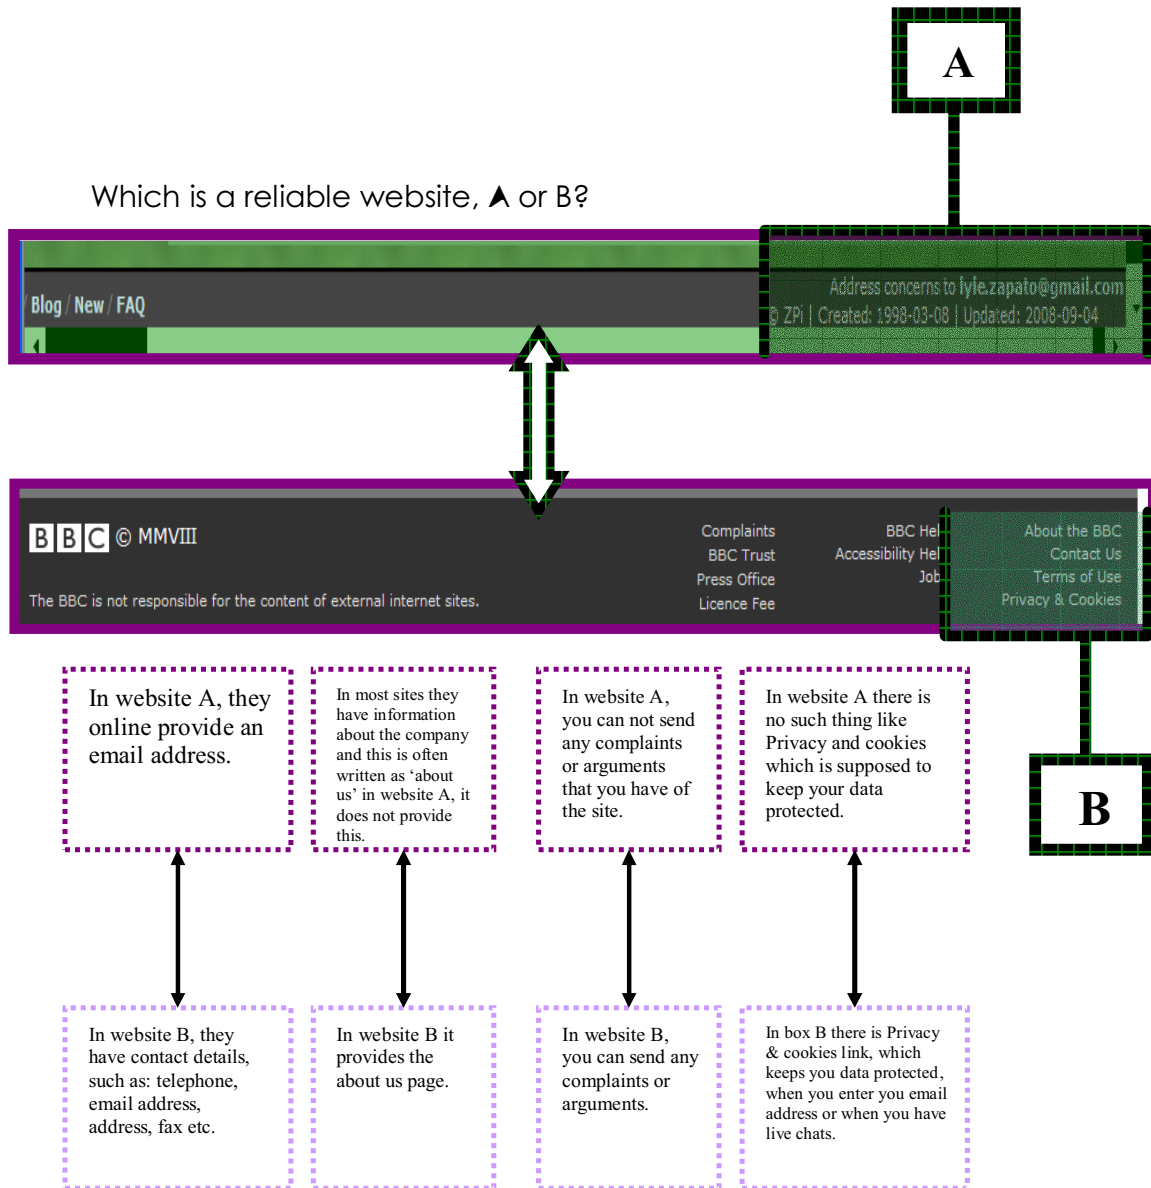 A
Which is a reliable website, A or B?
/ Blog / New / FAQ
Address concerns to lyle.zapato@gmail.com
© ZPi | Created: 1998-03-08 | Updated: 2008-09-04
BBC © MMVIII
The BBC is not responsible for the content of external internet sites.
Complaints
BBC Trust
Press Office
Licence Fee
BBC Hel
Accessibility Hel
Job
About the BBC
Contact Us
Terms of Use
Privacy & Cookies
B
In website A, they
online provide an
email address.
In most sites they
have information
about the company
and this is often
written as ‘about
us’ in website A, it
does not provide
this.
In website A,
you can not send
any complaints
or arguments
that you have of
the site.
In website A there is
no such thing like
Privacy and cookies
which is supposed to
keep your data
protected.
In website B, they
have contact details,
such as: telephone,
email address,
address, fax etc.
In website B it
provides the
about us page.
In website B,
you can send any
complaints or
arguments.
In box B there is Privacy
& cookies link, which
keeps you data protected,
when you enter you email
address or when you have
live chats.